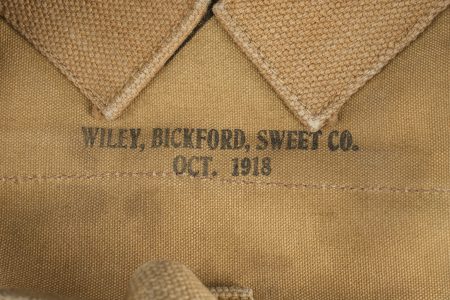 WILEY, BICKFORD, SWEET CO.
OCT. 1918